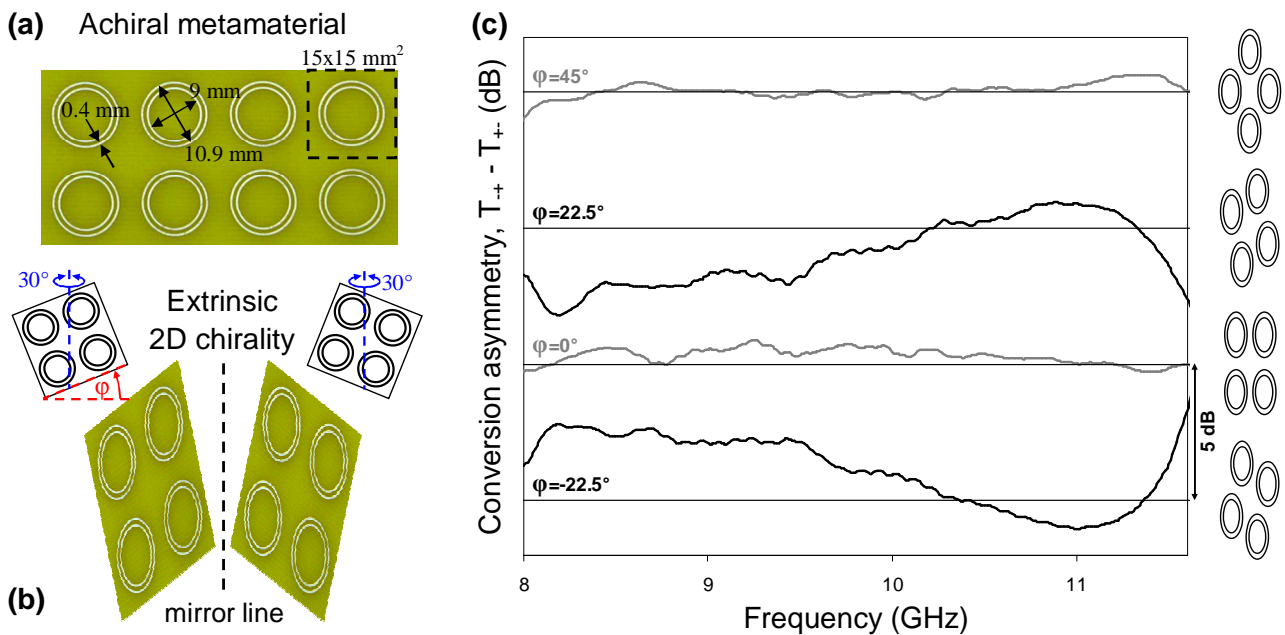 (a) Achiral metamaterial
15x15 mm²
0.4 mm
9 mm
10.9 mm
30°
30°
Extrinsic
2D chirality
φ
mirror line
(b)
(c)
Conversion asymmetry, T₋₊ - T₊₋ (dB)
φ=45°
φ=22.5°
φ=0°
φ=-22.5°
5 dB
8 9 10 11
Frequency (GHz)